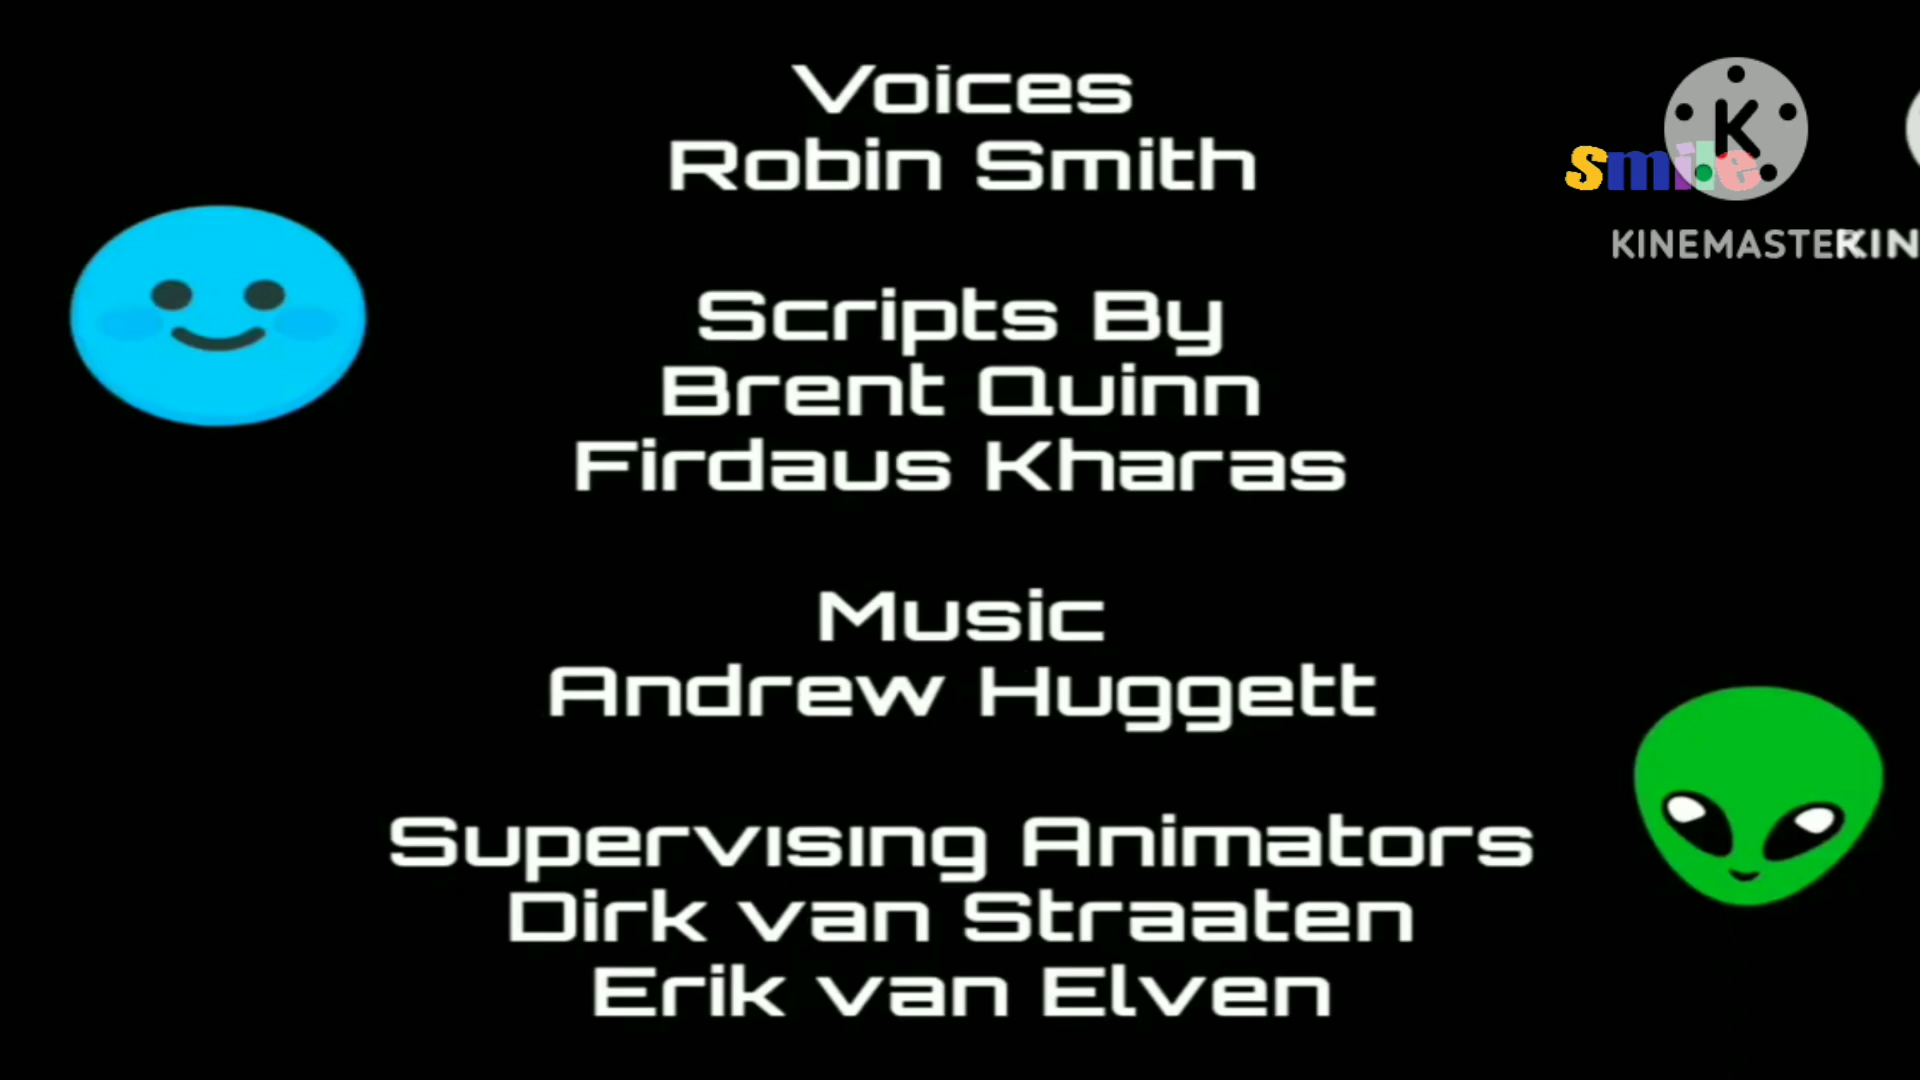 Voices
Robin Smith
smile
K
KINEMASTER
KIN
Scripts By
Brent Quinn
Firdaus Kharas
Music
Andrew Huggett
Supervising Animators
Dirk van Straaten
Erik van Elven